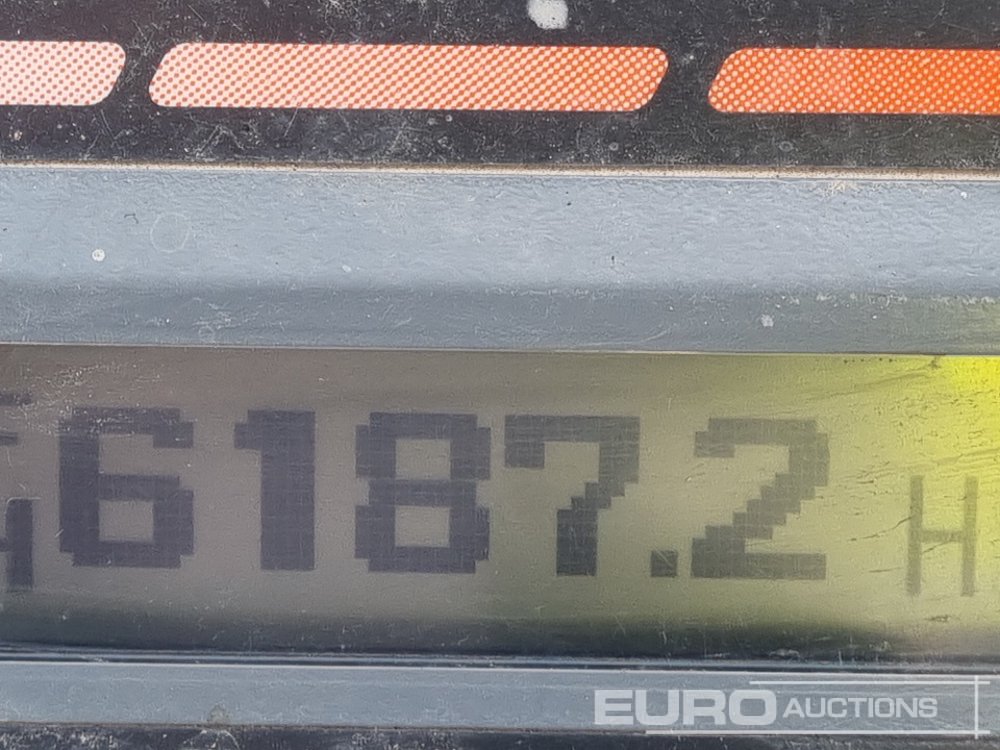 6187.2 H
EURO AUCTIONS